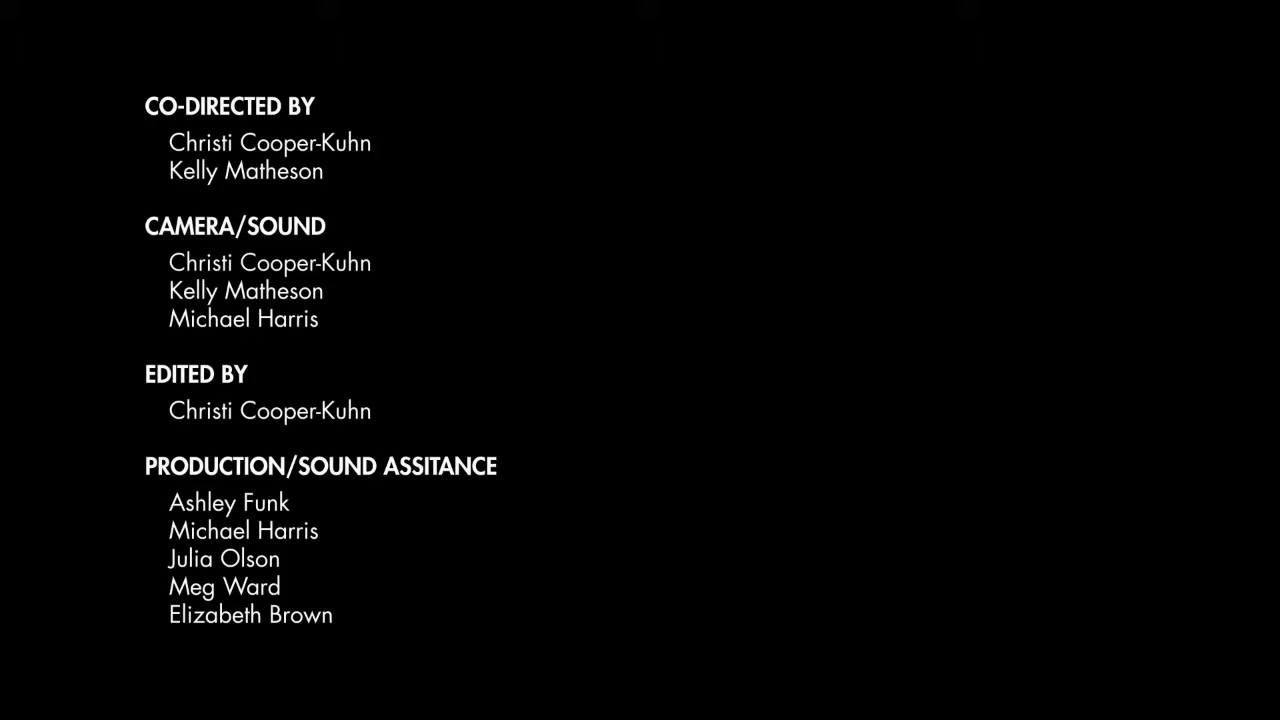 CO-DIRECTED BY
Christi Cooper-Kuhn
Kelly Matheson
CAMERA/SOUND
Christi Cooper-Kuhn
Kelly Matheson
Michael Harris
EDITED BY
Christi Cooper-Kuhn
PRODUCTION/SOUND ASSITANCE
Ashley Funk
Michael Harris
Julia Olson
Meg Ward
Elizabeth Brown